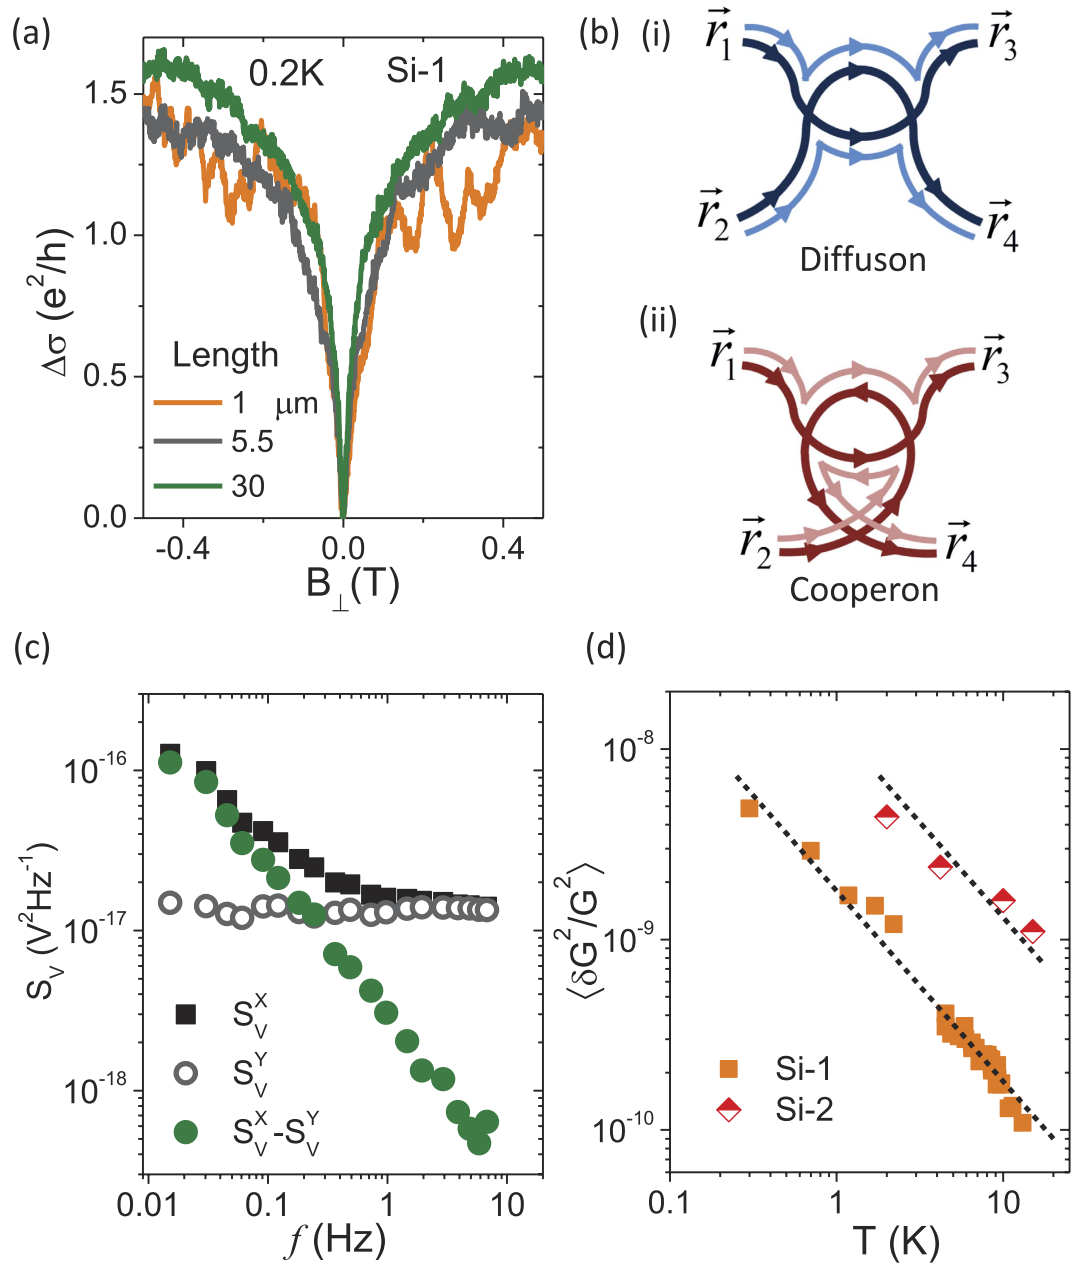 (a)
0.2K
Si-1
1.5
1.0
0.5
0.0
Δσ (e²/h)
Length
1 μm
5.5
30
-0.4
0.0
0.4
B⊥(T)
(b)
(i)
r⃗₁
r⃗₃
r⃗₂
r⃗₄
Diffuson
(ii)
r⃗₁
r⃗₃
r⃗₂
r⃗₄
Cooperon
(c)
10⁻¹⁶
10⁻¹⁷
10⁻¹⁸
S_V (V²Hz⁻¹)
S_V^X
S_V^Y
S_V^X-S_V^Y
0.01
0.1
1
10
f (Hz)
(d)
10⁻⁸
10⁻⁹
10⁻¹⁰
⟨δG²/G²⟩
Si-1
Si-2
0.1
1
10
T (K)